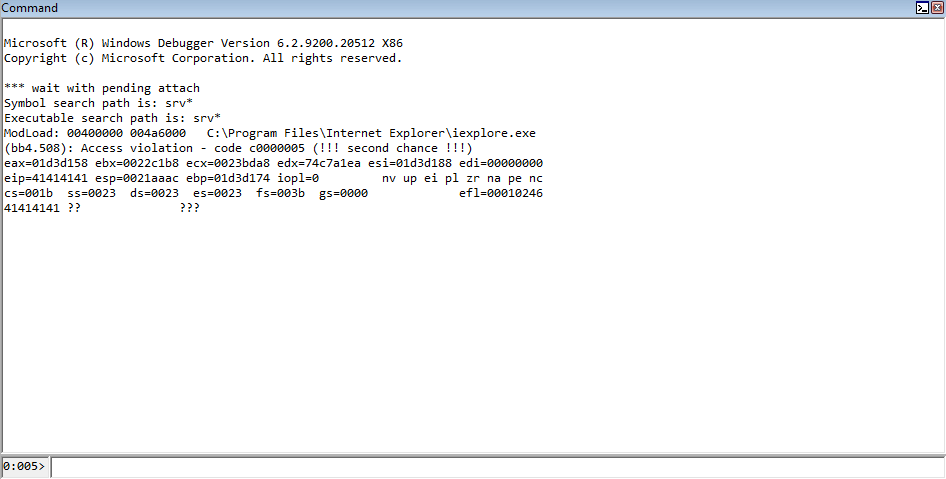 Command
Microsoft (R) Windows Debugger Version 6.2.9200.20512 X86
Copyright (c) Microsoft Corporation. All rights reserved.
*** wait with pending attach
Symbol search path is: srv*
Executable search path is: srv*
ModLoad: 00400000 004a6000   C:\Program Files\Internet Explorer\iexplore.exe
(bb4.508): Access violation - code c0000005 (!!! second chance !!!)
eax=01d3d158 ebx=0022c1b8 ecx=0023bda8 edx=74c7a1ea esi=01d3d188 edi=00000000
eip=41414141 esp=0021aaac ebp=01d3d174 iopl=0         nv up ei pl zr na pe nc
cs=001b  ss=0023  ds=0023  es=0023  fs=003b  gs=0000             efl=00010246
41414141 ??              ???
0:005>